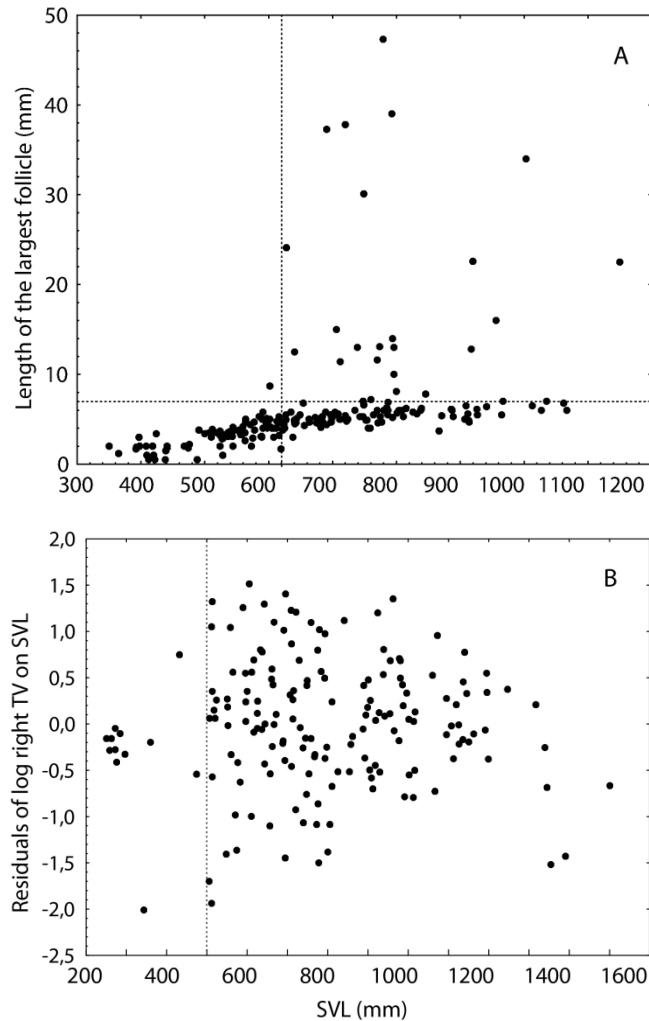 A
Length of the largest follicle (mm)
50
40
30
20
10
0
300 400 500 600 700 800 900 1000 1100 1200
B
Residuals of log right TV on SVL
2,0
1,5
1,0
0,5
0,0
-0,5
-1,0
-1,5
-2,0
-2,5
200 400 600 800 1000 1200 1400 1600
SVL (mm)